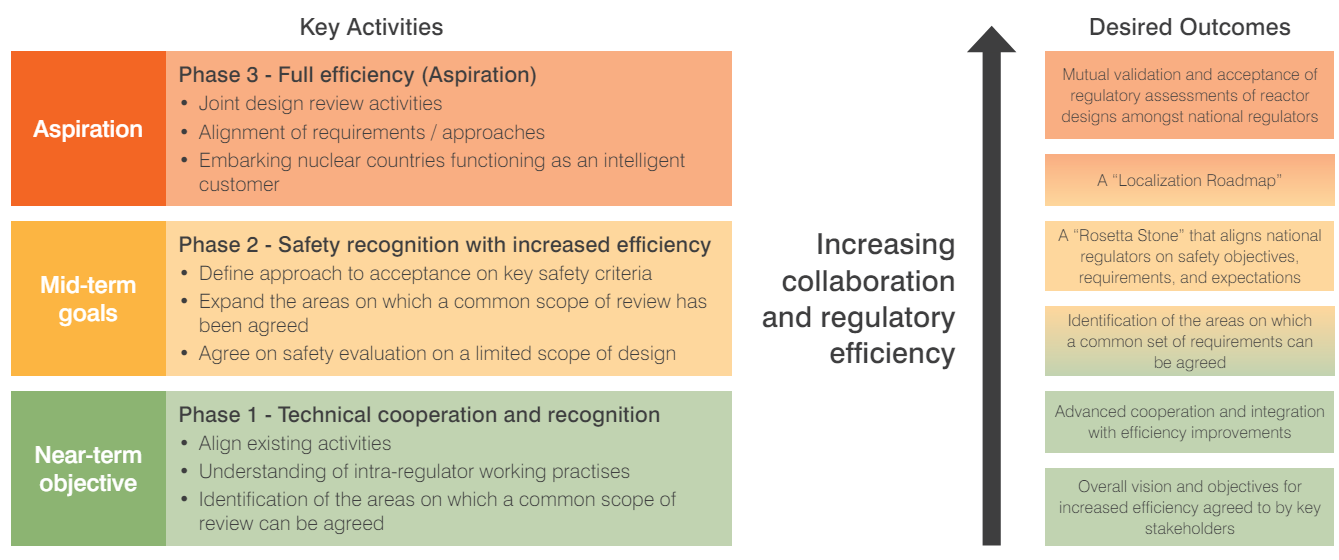 Key Activities
Aspiration
Phase 3 - Full efficiency (Aspiration)
• Joint design review activities
• Alignment of requirements / approaches
• Embarking nuclear countries functioning as an intelligent
customer
Mid-term
goals
Phase 2 - Safety recognition with increased efficiency
• Define approach to acceptance on key safety criteria
• Expand the areas on which a common scope of review has
been agreed
• Agree on safety evaluation on a limited scope of design
Near-term
objective
Phase 1 - Technical cooperation and recognition
• Align existing activities
• Understanding of intra-regulator working practises
• Identification of the areas on which a common scope of
review can be agreed
Increasing
collaboration
and regulatory
efficiency
Desired Outcomes
Mutual validation and acceptance of
regulatory assessments of reactor
designs amongst national regulators
A “Localization Roadmap”
A “Rosetta Stone” that aligns national
regulators on safety objectives,
requirements, and expectations
Identification of the areas on which
a common set of requirements can
be agreed
Advanced cooperation and integration
with efficiency improvements
Overall vision and objectives for
increased efficiency agreed to by key
stakeholders